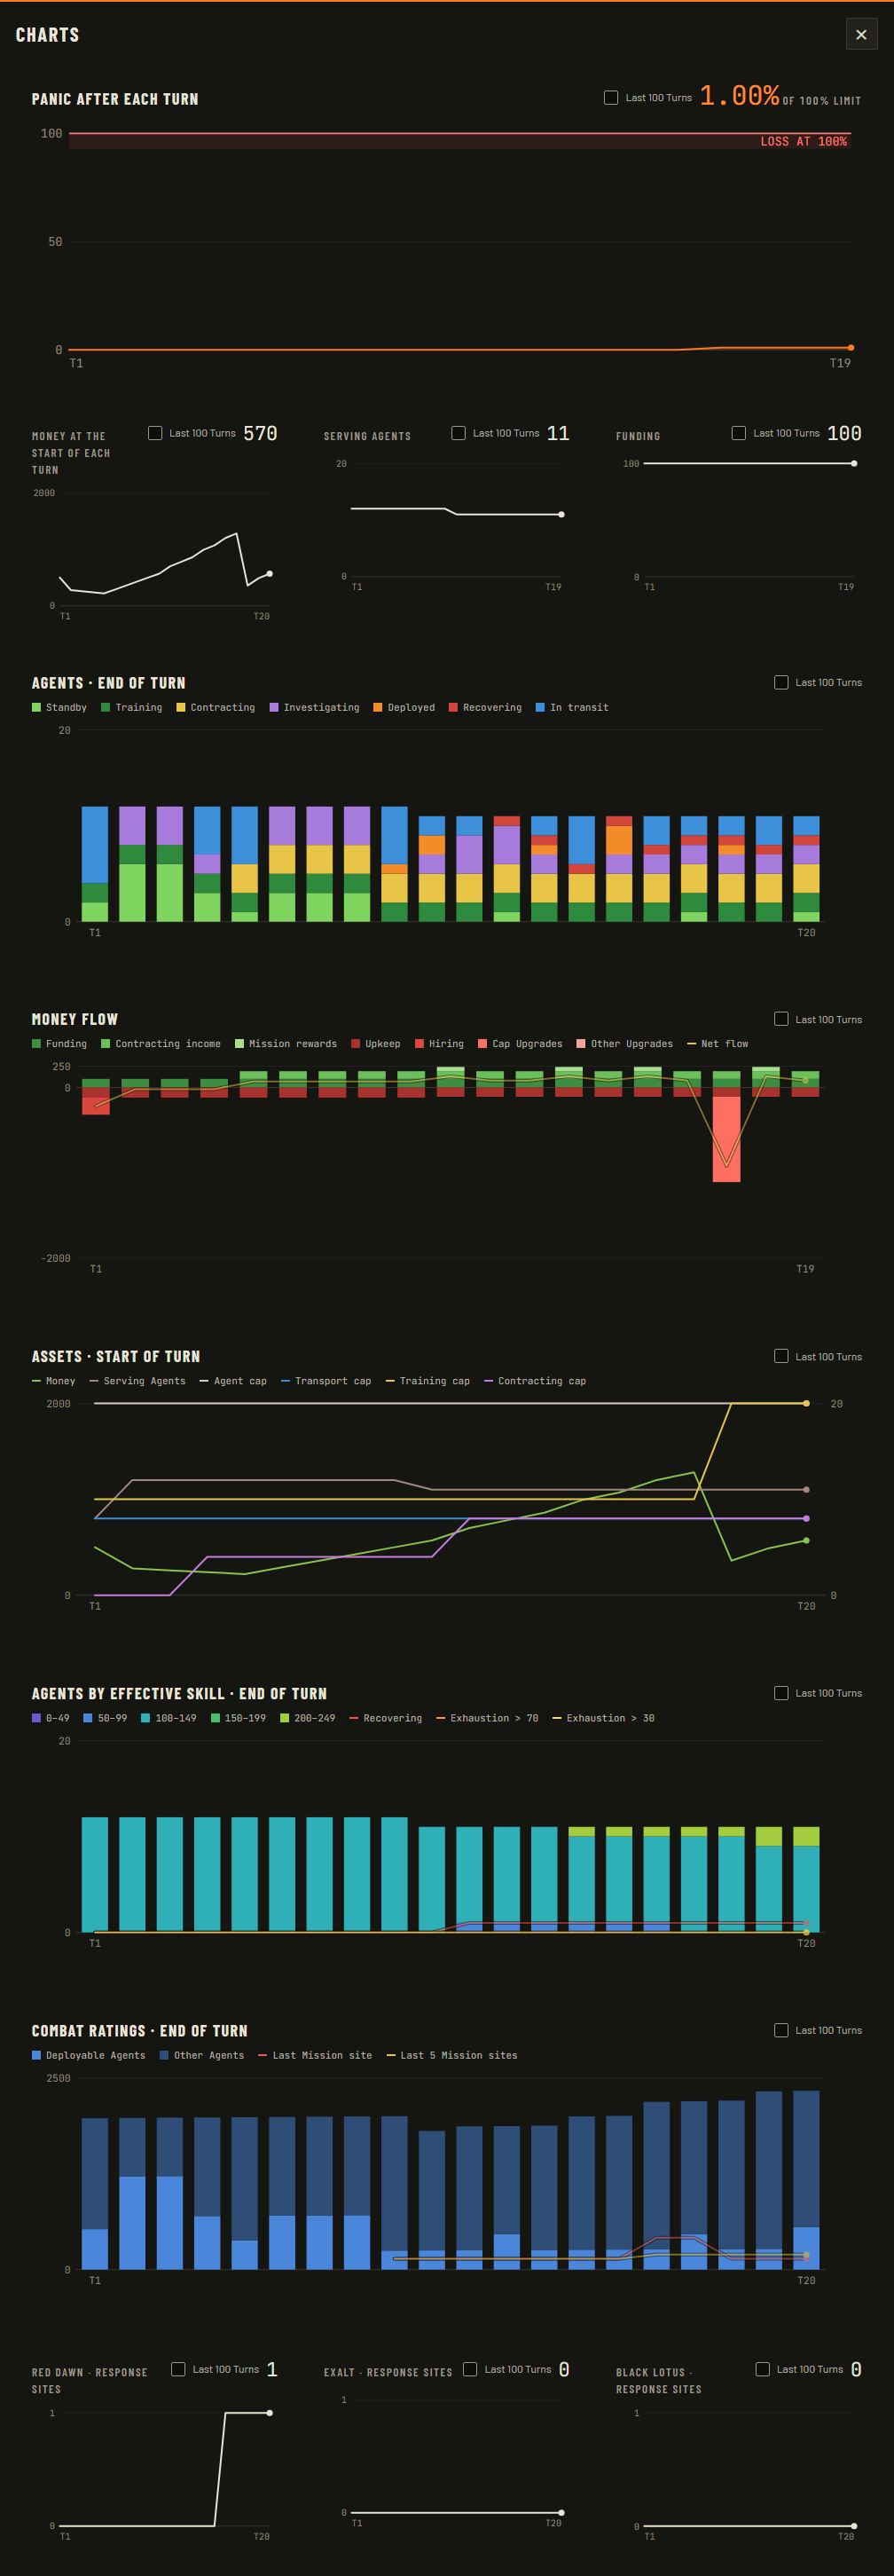 CHARTS
✕
PANIC AFTER EACH TURN
Last 100 Turns 1.00% OF 100% LIMIT
100
LOSS AT 100%
50
0
T1 T19
MONEY AT THE
START OF EACH
TURN
Last 100 Turns 570
2000
0
T1 T20
SERVING AGENTS Last 100 Turns 11
20
0
T1 T19
FUNDING Last 100 Turns 100
100
0
T1 T19
AGENTS · END OF TURN Last 100 Turns
Standby Training Contracting Investigating Deployed Recovering In transit
20
0
T1 T20
MONEY FLOW Last 100 Turns
Funding Contracting income Mission rewards Upkeep Hiring Cap Upgrades Other Upgrades Net flow
250
0
-2000
T1 T19
ASSETS · START OF TURN Last 100 Turns
Money Serving Agents Agent cap Transport cap Training cap Contracting cap
2000 20
0 0
T1 T20
AGENTS BY EFFECTIVE SKILL · END OF TURN Last 100 Turns
0-49 50-99 100-149 150-199 200-249 Recovering Exhaustion > 70 Exhaustion > 30
20
0
T1 T20
COMBAT RATINGS · END OF TURN Last 100 Turns
Deployable Agents Other Agents Last Mission site Last 5 Mission sites
2500
0
T1 T20
RED DAWN · RESPONSE
SITES
Last 100 Turns 1
1
0
T1 T20
EXALT · RESPONSE SITES Last 100 Turns 0
1
0
T1 T20
BLACK LOTUS ·
RESPONSE SITES
Last 100 Turns 0
1
0
T1 T20